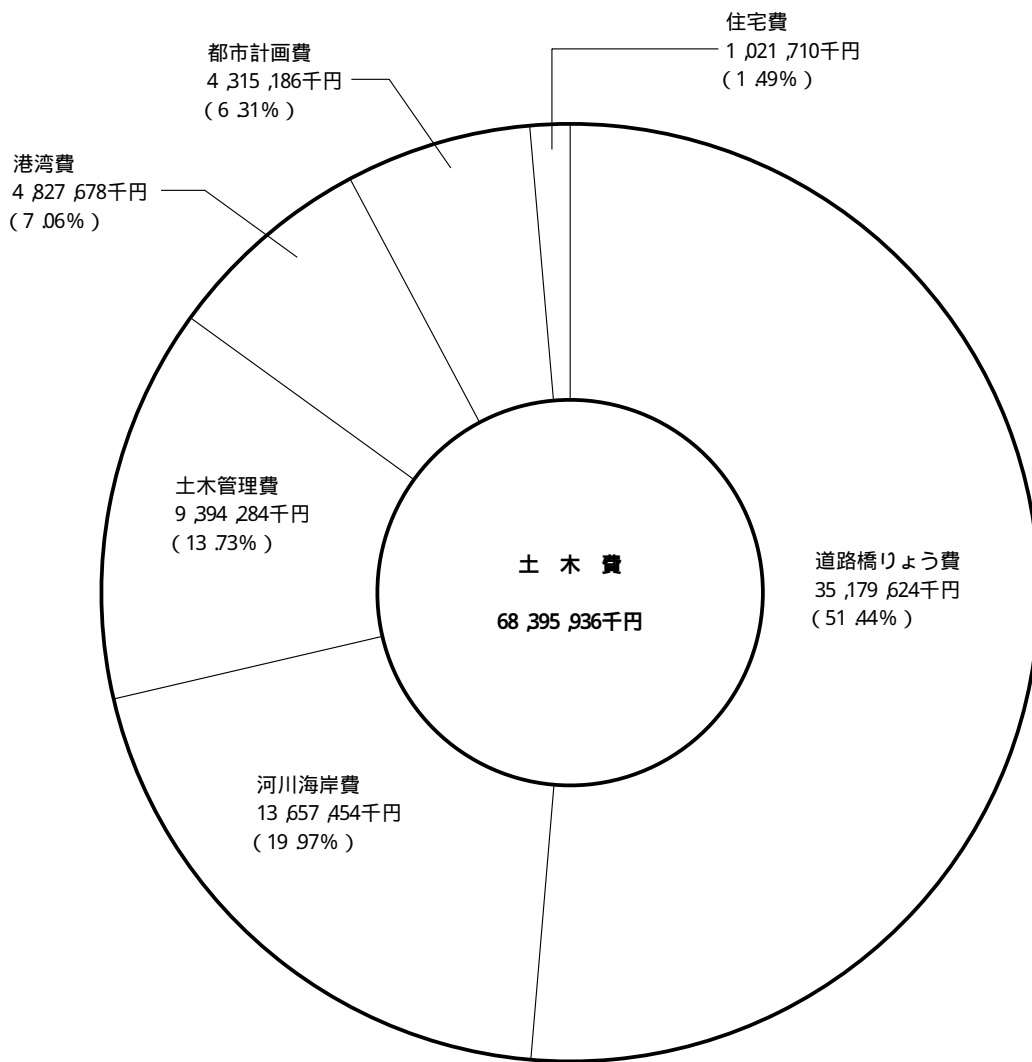 住宅費
1,021,710千円
(1.49%)
都市計画費
4,315,186千円
(6.31%)
港湾費
4,827,678千円
(7.06%)
土木管理費
9,394,284千円
(13.73%)
土 木 費
68,395,936千円
道路橋りょう費
35,179,624千円
(51.44%)
河川海岸費
13,657,454千円
(19.97%)